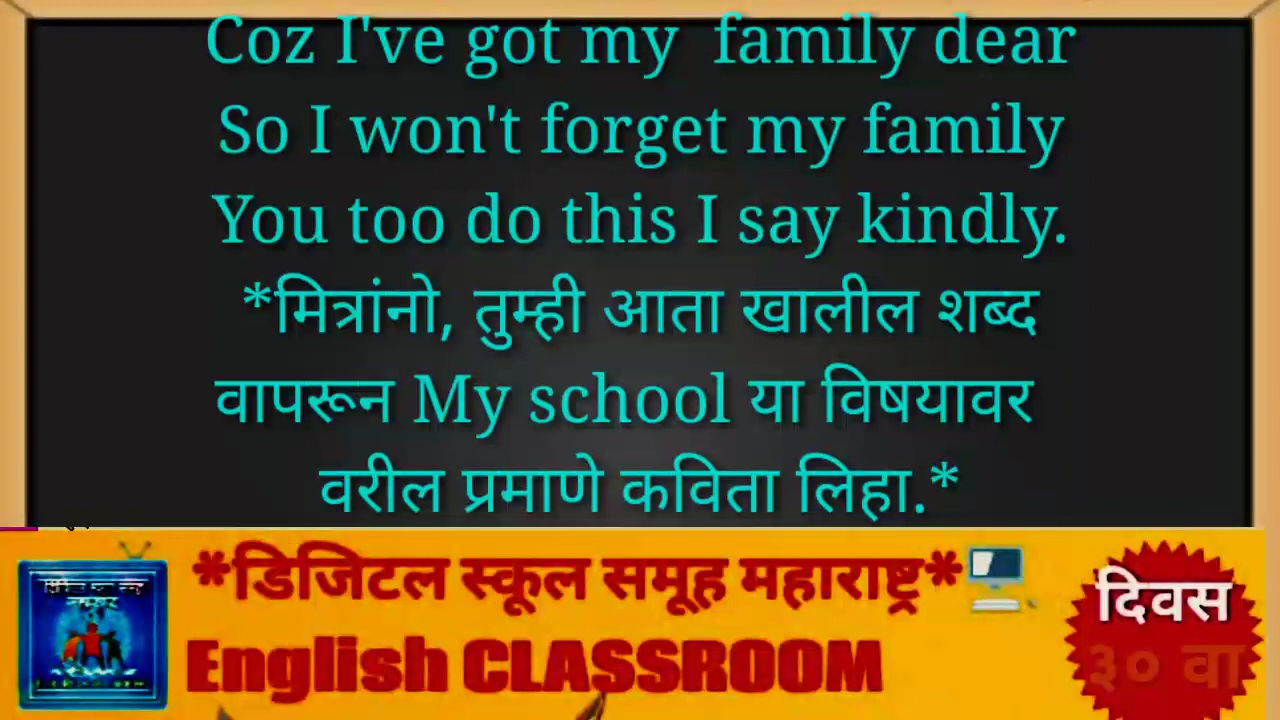 Coz I've got my family dear
So I won't forget my family
You too do this I say kindly.
*मित्रांनो, तुम्ही आता खालील शब्द
वापरून My school या विषयावर
वरील प्रमाणे कविता लिहा.*
*डिजिटल स्कूल समूह महाराष्ट्र*
English CLASSROOM
दिवस
३० वा